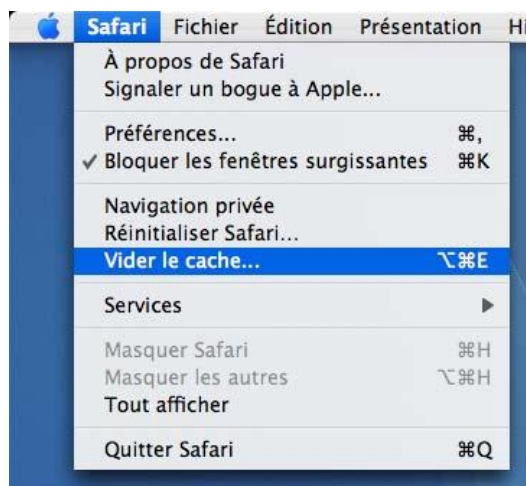 Safari Fichier Édition Présentation Hi
À propos de Safari
Signaler un bogue à Apple...
Préférences... ⌘,
✓ Bloquer les fenêtres surgissantes ⌘K
Navigation privée
Réinitialiser Safari...
Vider le cache... ⌥⌘E
Services ▶
Masquer Safari ⌘H
Masquer les autres ⌥⌘H
Tout afficher
Quitter Safari ⌘Q